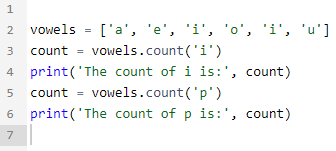 1
2 vowels = ['a', 'e', 'i', 'o', 'i', 'u']
3 count = vowels.count('i')
4 print('The count of i is:', count)
5 count = vowels.count('p')
6 print('The count of p is:', count)
7